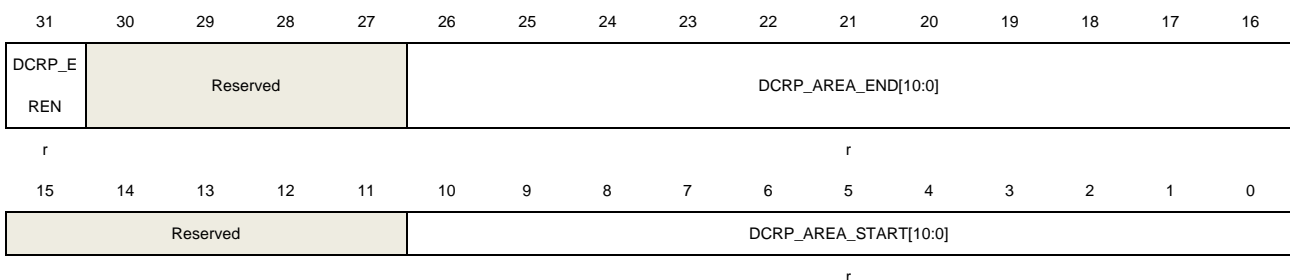 31 30 29 28 27 26 25 24 23 22 21 20 19 18 17 16
DCRP_E
REN
Reserved
DCRP_AREA_END[10:0]
r r
15 14 13 12 11 10 9 8 7 6 5 4 3 2 1 0
Reserved DCRP_AREA_START[10:0]
r